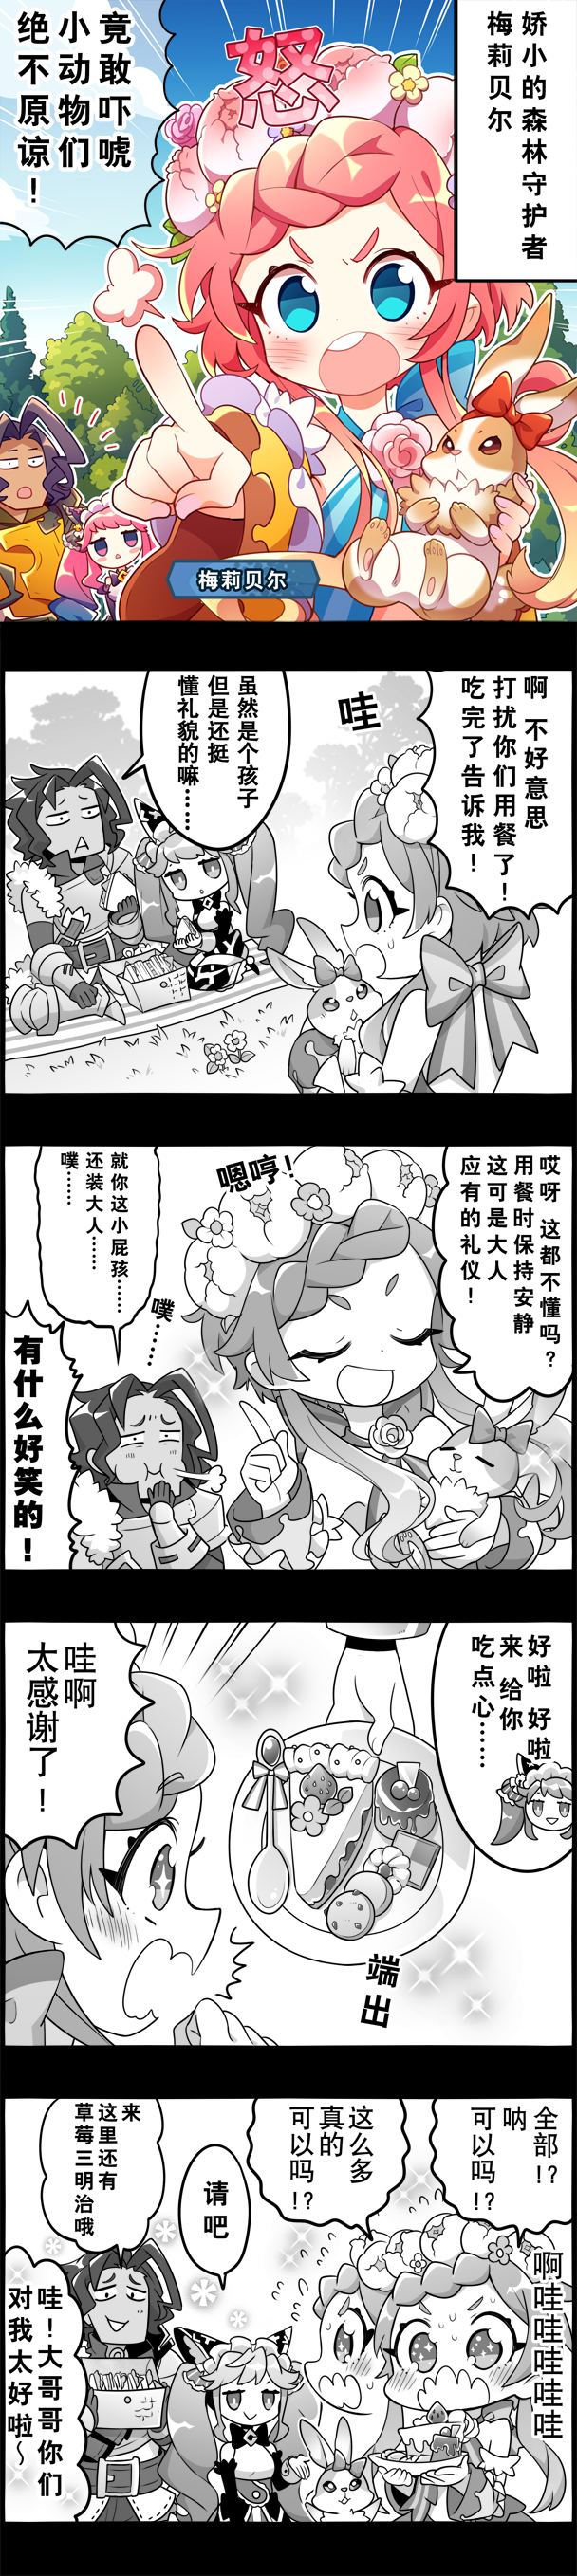 娇小的森林守护者
梅莉贝尔
怒
竟敢吓唬
小动物们
绝不原谅！
梅莉贝尔
啊 不好意思
打扰你们用餐了！
吃完了告诉我！
哇
虽然是个孩子
但是还挺
懂礼貌的嘛……
哎呀 这都不懂吗？
用餐时保持安静
这可是大人
应有的礼仪！
嗯哼！
就你这小屁孩……
还装大人……
噗……
噗……
有什么好笑的！
好啦 好啦
来 给你
吃点心……
哇啊
太感谢了！
端出
全部!?
呐
可以吗!?
这么多
真的
可以吗!?
啊哇哇哇哇哇
请吧
来
这里还有
草莓三明治哦
哇！大哥哥你们
对我太好啦～